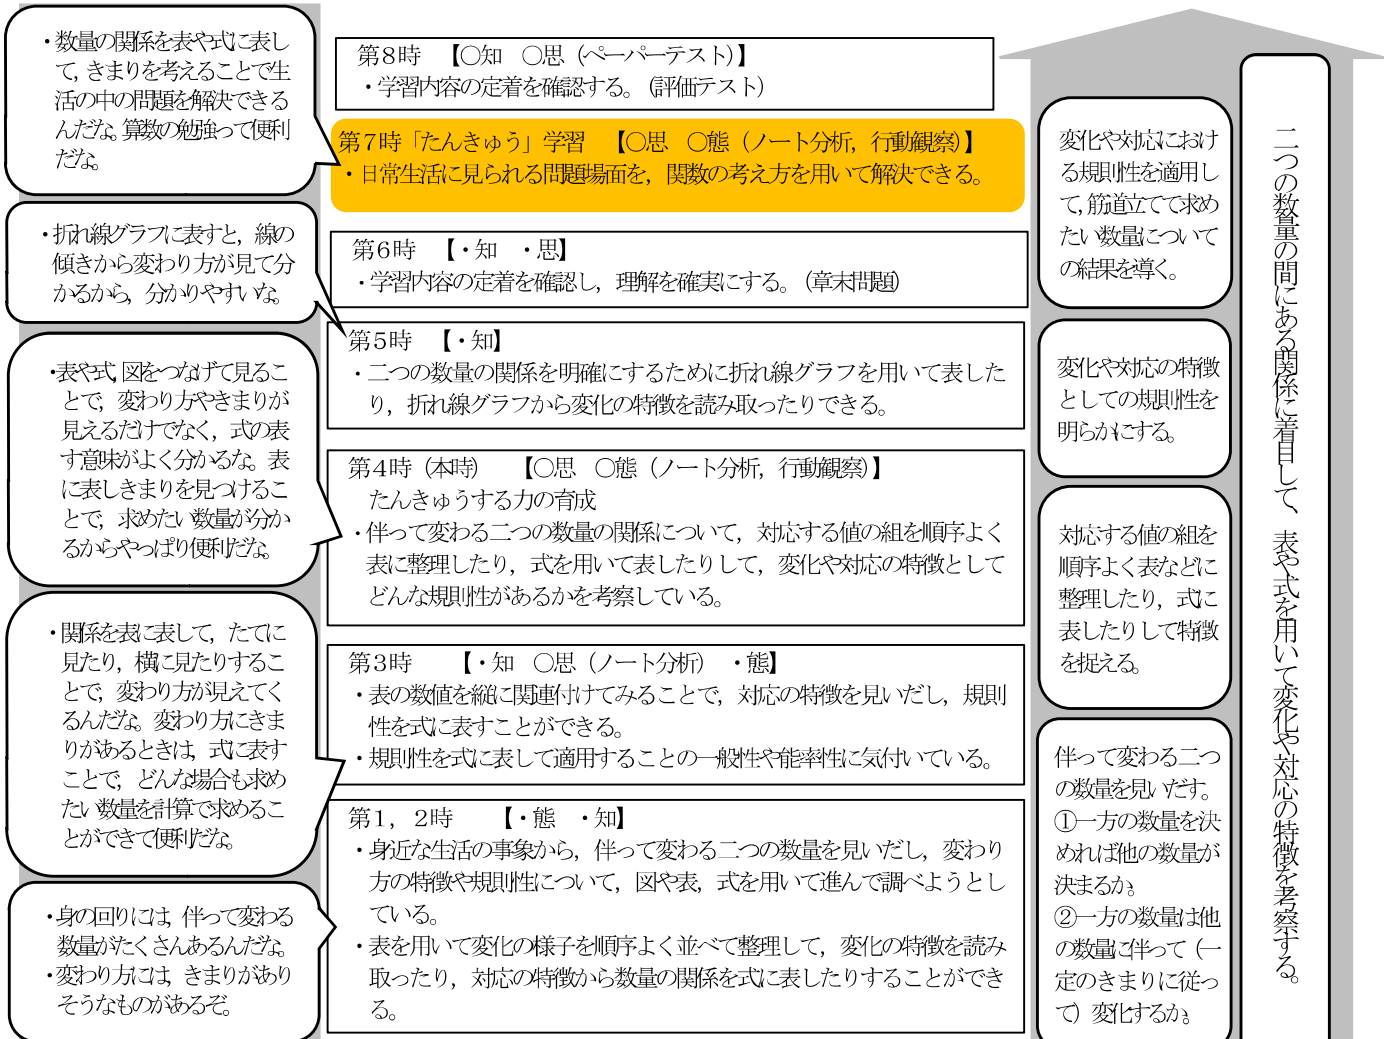 ・数量の関係を表や式に表し
て，きまりを考えることで生
活の中の問題を解決できる
んだな。算数の勉強って便利
だな。
・折れ線グラフに表すと，線の
傾きから変わり方が見て分
かるから，分かりやすいな。
・表や式，図をつなげて見るこ
とで，変わり方やきまりが
見えるだけでなく，式の表
す意味がよく分かるな。表
に表しきまりを見つけるこ
とで，求めたい数量が分か
るからやっぱり便利だな。
・関係を表に表して，たてに
見たり，横に見たりするこ
とで，変わり方が見えてく
るんだな。変わり方にきま
りがあるときは，式に表す
ことで，どんな場合も求め
たい数量を計算で求めるこ
とができて便利だな。
・身の回りには，伴って変わる
数量がたくさんあるんだな。
・変わり方には，きまりがあり
そうなものがあるぞ。
第８時　【○知　○思（ペーパーテスト）】
・学習内容の定着を確認する。（評価テスト）
第７時「たんきゅう」学習　【○思　○態（ノート分析，行動観察）】
・日常生活に見られる問題場面を，関数の考え方を用いて解決できる。
第６時　【・知　・思】
・学習内容の定着を確認し，理解を確実にする。（章末問題）
第５時　【・知】
・二つの数量の関係を明確にするために折れ線グラフを用いて表した
り，折れ線グラフから変化の特徴を読み取ったりできる。
第４時（本時）　【○思　○態（ノート分析，行動観察）】
たんきゅうする力の育成
・伴って変わる二つの数量の関係について，対応する値の組を順序よく
表に整理したり，式を用いて表したりして，変化や対応の特徴として
どんな規則性があるかを考察している。
第３時　【・知　○思（ノート分析）　・態】
・表の数値を縦に関連付けてみることで，対応の特徴を見いだし，規則
性を式に表すことができる。
・規則性を式に表して適用することの一般性や能率性に気付いている。
第１，２時　【・態　・知】
・身近な生活の事象から，伴って変わる二つの数量を見いだし，変わり
方の特徴や規則性について，図や表，式を用いて進んで調べようとし
ている。
・表を用いて変化の様子を順序よく並べて整理して，変化の特徴を読み
取ったり，対応の特徴から数量の関係を式に表したりすることができ
る。
変化や対応におけ
る規則性を適用し
て，筋道立てて求め
たい数量について
の結果を導く。
変化や対応の特徴
としての規則性を
明らかにする。
対応する値の組を
順序よく表などに
整理したり，式に
表したりして特徴
を捉える。
伴って変わる二つ
の数量を見いだす。
①一方の数量を決
めれば他の数量が
決まるか。
②一方の数量は他
の数量に伴って（一
定のきまりに従っ
て）変化するか。
二つの数量の間にある関係に着目して、表や式を用いて変化や対応の特徴を考察する。